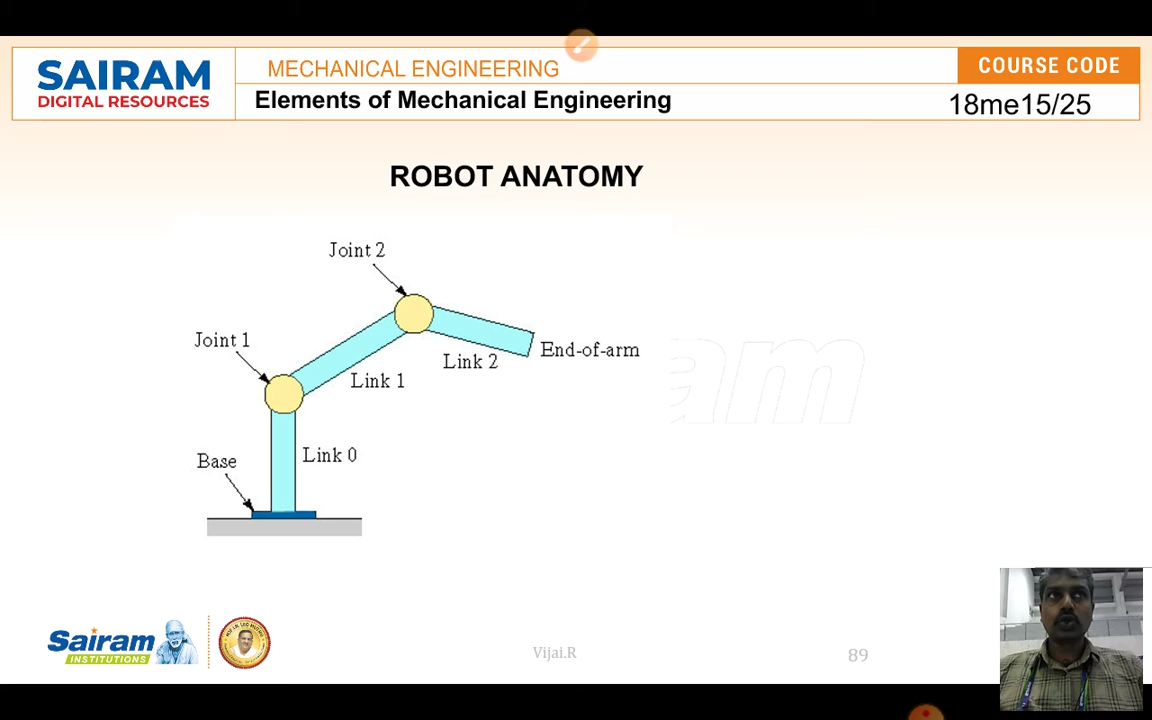 SAIRAM
DIGITAL RESOURCES
MECHANICAL ENGINEERING
Elements of Mechanical Engineering
COURSE CODE
18me15/25
ROBOT ANATOMY
Joint 2
Joint 1
End-of-arm
Link 2
Link 1
Base
Link 0
am
Sairam
INSTITUTIONS
Vijai.R
89